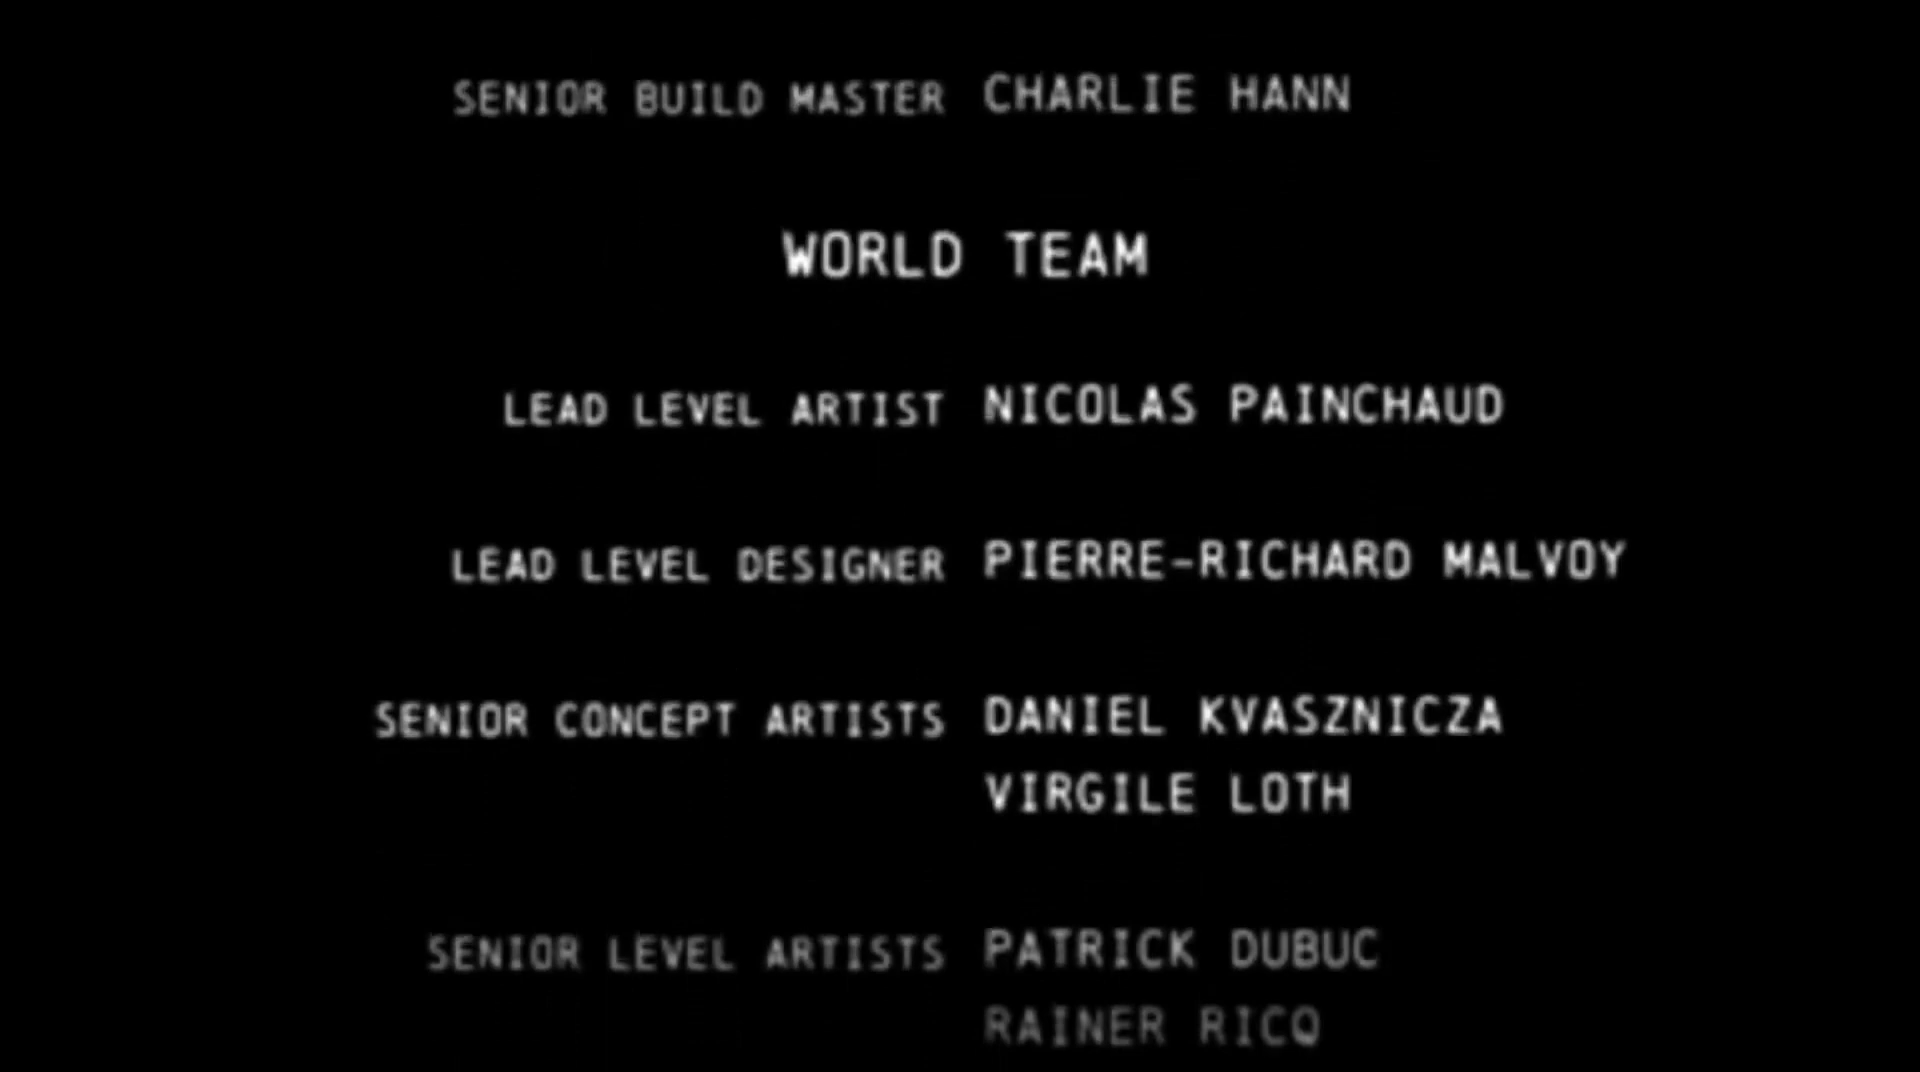 SENIOR BUILD MASTER CHARLIE HANN
WORLD TEAM
LEAD LEVEL ARTIST NICOLAS PAINCHAUD
LEAD LEVEL DESIGNER PIERRE-RICHARD MALVOY
SENIOR CONCEPT ARTISTS DANIEL KVASZNICZA
VIRGILE LOTH
SENIOR LEVEL ARTISTS PATRICK DUBUC
RAINER RICQ